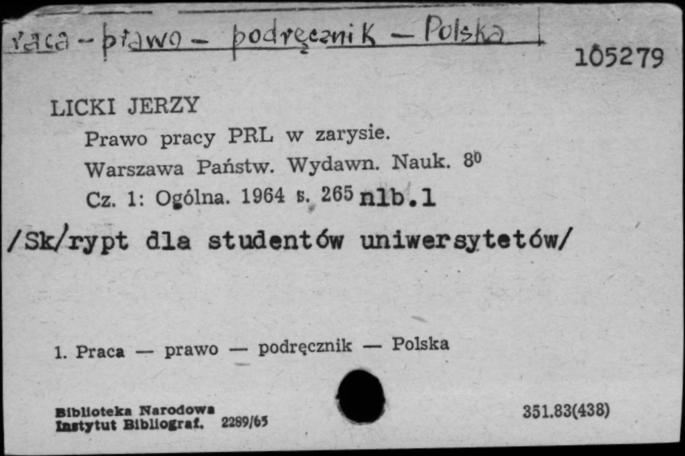 raca - prawo - podręcznik - Polska
105279
LICKI JERZY
Prawo pracy PRL w zarysie.
Warszawa Państw. Wydawn. Nauk. 8⁰
Cz. 1: Ogólna. 1964 s. 265 nlb.1
/Sk/rypt dla studentów uniwersytetów/
1. Praca — prawo — podręcznik — Polska
Biblioteka Narodowa
Instytut Bibliograf. 2289/65
351.83(438)